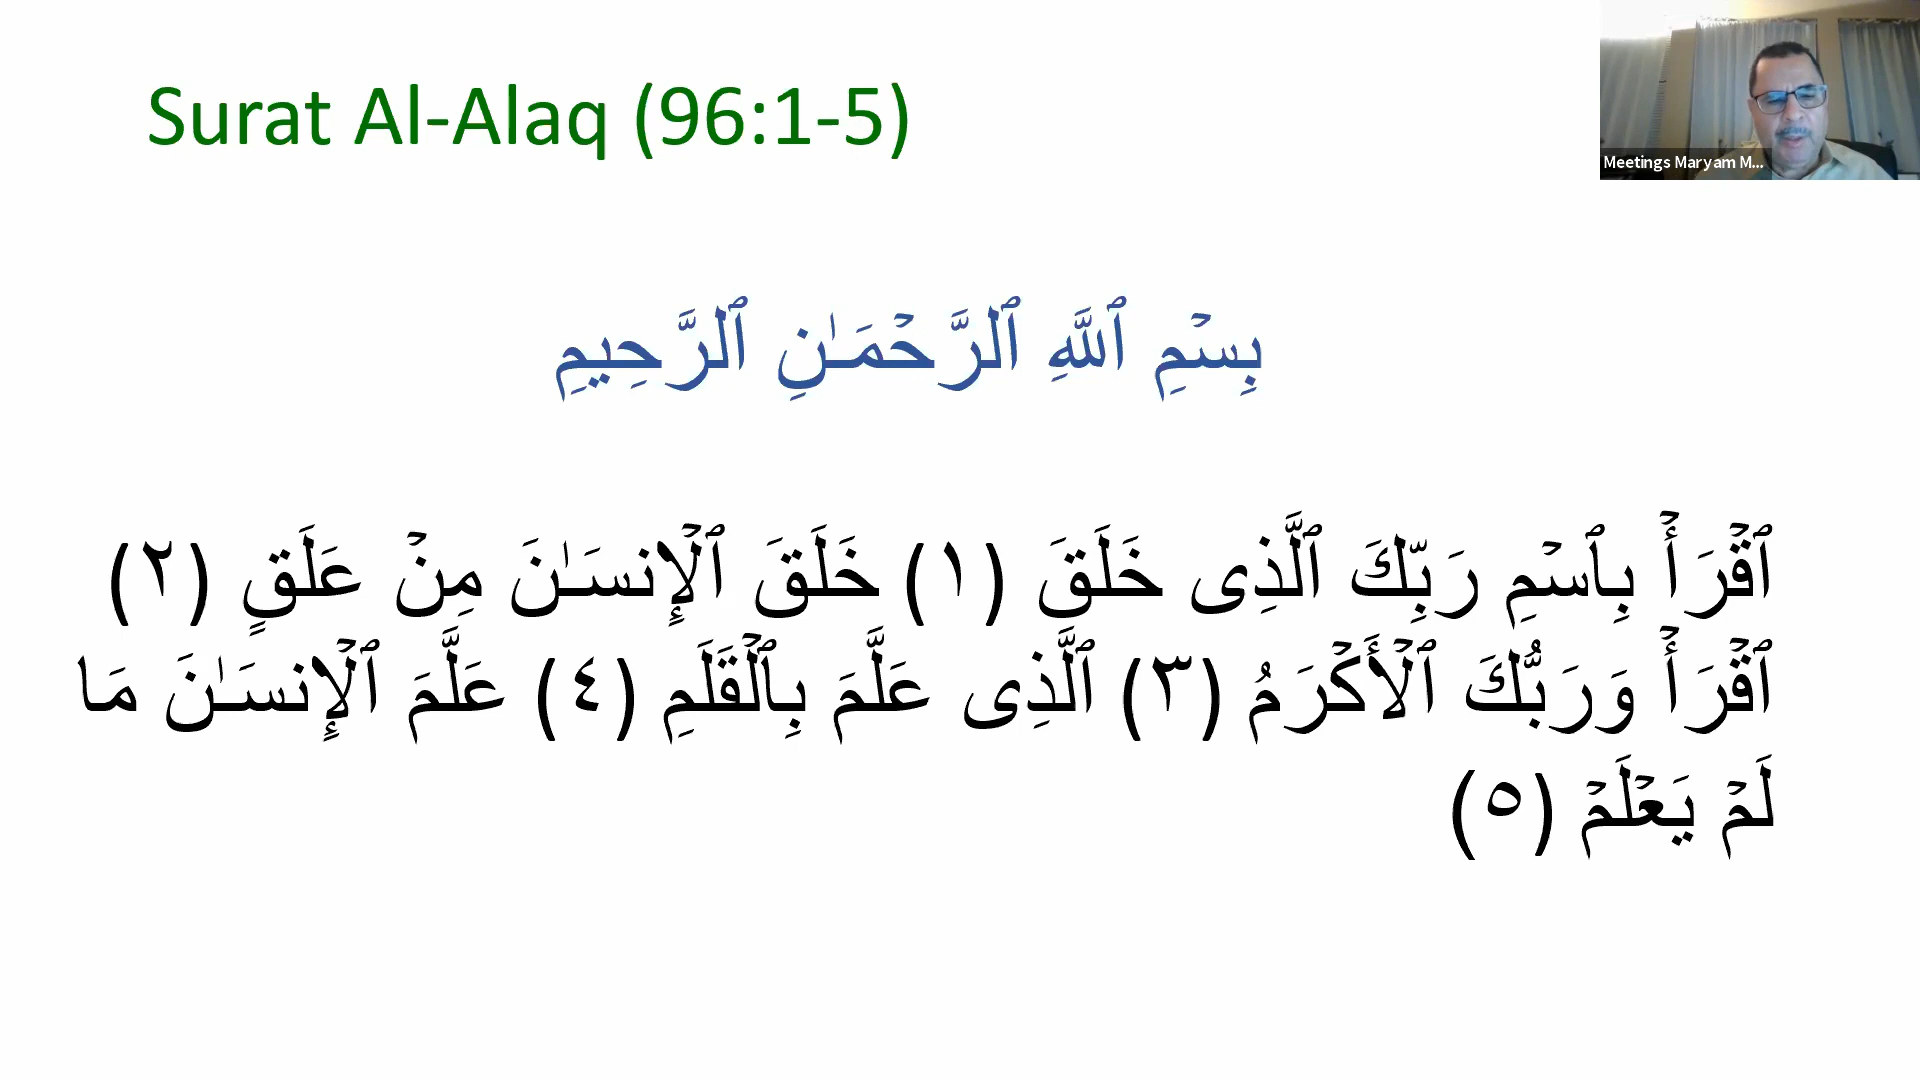 Surat Al-Alaq (96:1-5)
Meetings Maryam M...
بِسۡمِ ٱللَّهِ ٱلرَّحۡمَـٰنِ ٱلرَّحِیمِ
ٱقۡرَأۡ بِٱسۡمِ رَبِّكَ ٱلَّذِی خَلَقَ (١) خَلَقَ ٱلۡإِنسَـٰنَ مِنۡ عَلَقٍ (٢)
ٱقۡرَأۡ وَرَبُّكَ ٱلۡأَكۡرَمُ (٣) ٱلَّذِی عَلَّمَ بِٱلۡقَلَمِ (٤) عَلَّمَ ٱلۡإِنسَـٰنَ مَا
لَمۡ یَعۡلَمۡ (٥)